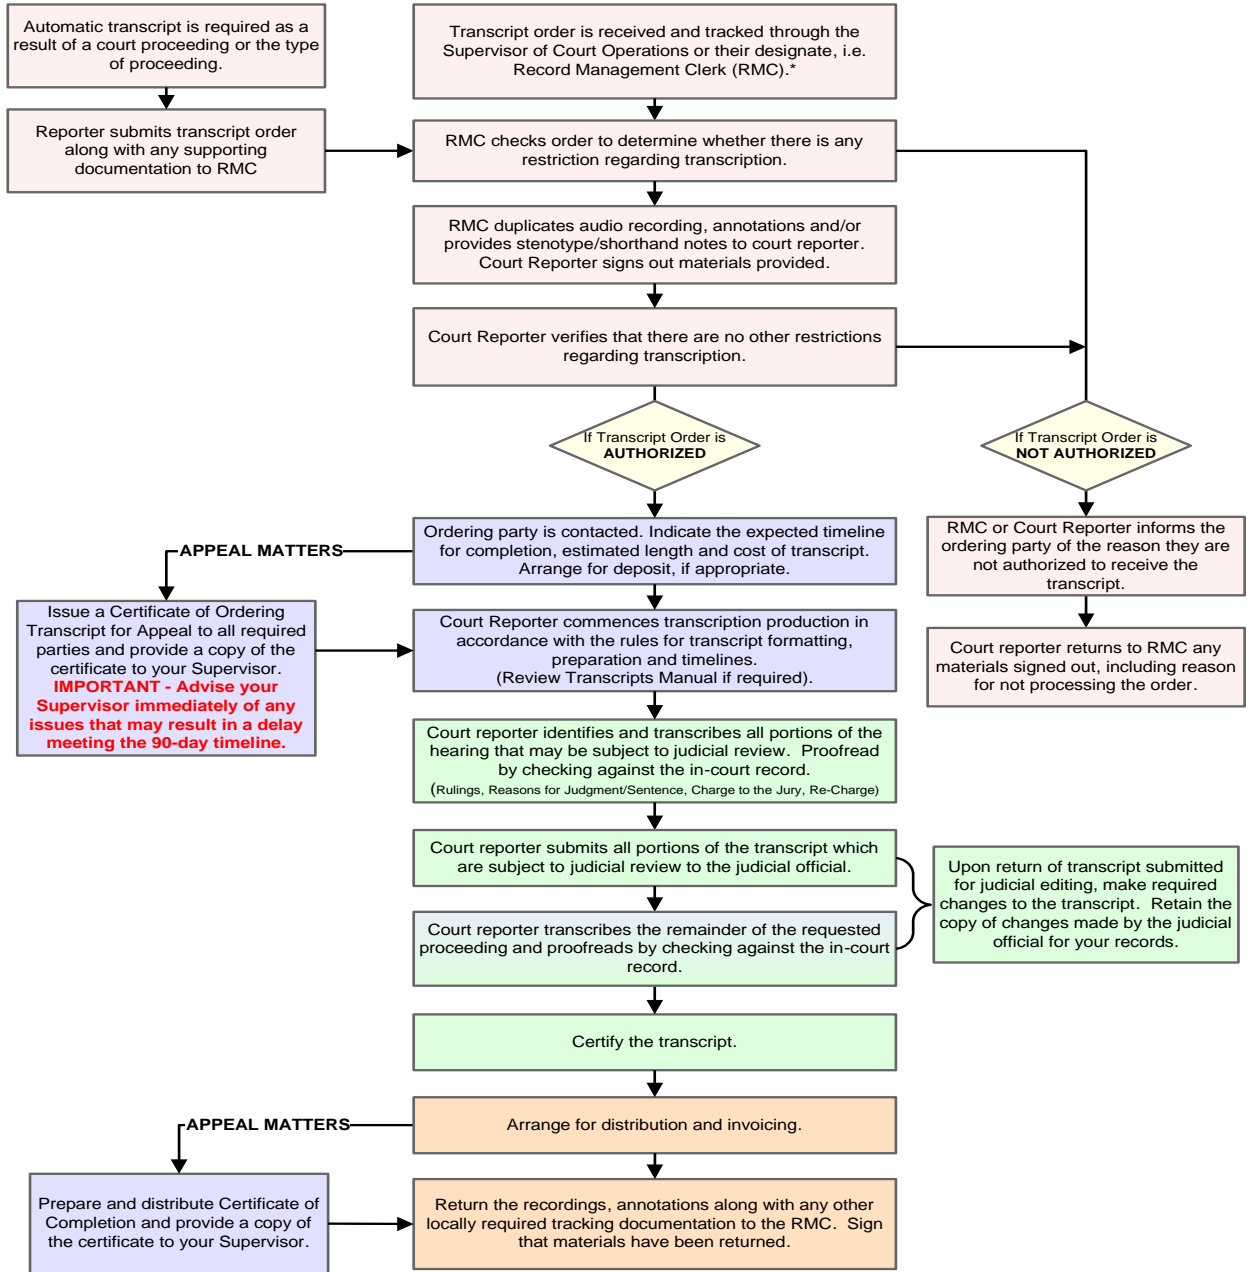 Automatic transcript is required as a
result of a court proceeding or the type
of proceeding.
Transcript order is received and tracked through the
Supervisor of Court Operations or their designate, i.e.
Record Management Clerk (RMC).*
Reporter submits transcript order
along with any supporting
documentation to RMC
RMC checks order to determine whether there is any
restriction regarding transcription.
RMC duplicates audio recording, annotations and/or
provides stenotype/shorthand notes to court reporter.
Court Reporter signs out materials provided.
Court Reporter verifies that there are no other restrictions
regarding transcription.
If Transcript Order is
AUTHORIZED
If Transcript Order is
NOT AUTHORIZED
Ordering party is contacted. Indicate the expected timeline
for completion, estimated length and cost of transcript.
Arrange for deposit, if appropriate.
APPEAL MATTERS
RMC or Court Reporter informs the
ordering party of the reason they are
not authorized to receive the
transcript.
Issue a Certificate of Ordering
Transcript for Appeal to all required
parties and provide a copy of the
certificate to your Supervisor.
IMPORTANT - Advise your
Supervisor immediately of any
issues that may result in a delay
meeting the 90-day timeline.
Court Reporter commences transcription production in
accordance with the rules for transcript formatting,
preparation and timelines.
(Review Transcripts Manual if required).
Court reporter returns to RMC any
materials signed out, including reason
for not processing the order.
Court reporter identifies and transcribes all portions of the
hearing that may be subject to judicial review.  Proofread
by checking against the in-court record.
(Rulings, Reasons for Judgment/Sentence, Charge to the Jury, Re-Charge)
Court reporter submits all portions of the transcript which
are subject to judicial review to the judicial official.
Court reporter transcribes the remainder of the requested
proceeding and proofreads by checking against the in-court
record.
Upon return of transcript submitted
for judicial editing, make required
changes to the transcript.  Retain the
copy of changes made by the judicial
official for your records.
Certify the transcript.
APPEAL MATTERS
Arrange for distribution and invoicing.
Prepare and distribute Certificate of
Completion and provide a copy of
the certificate to your Supervisor.
Return the recordings, annotations along with any other
locally required tracking documentation to the RMC.  Sign
that materials have been returned.